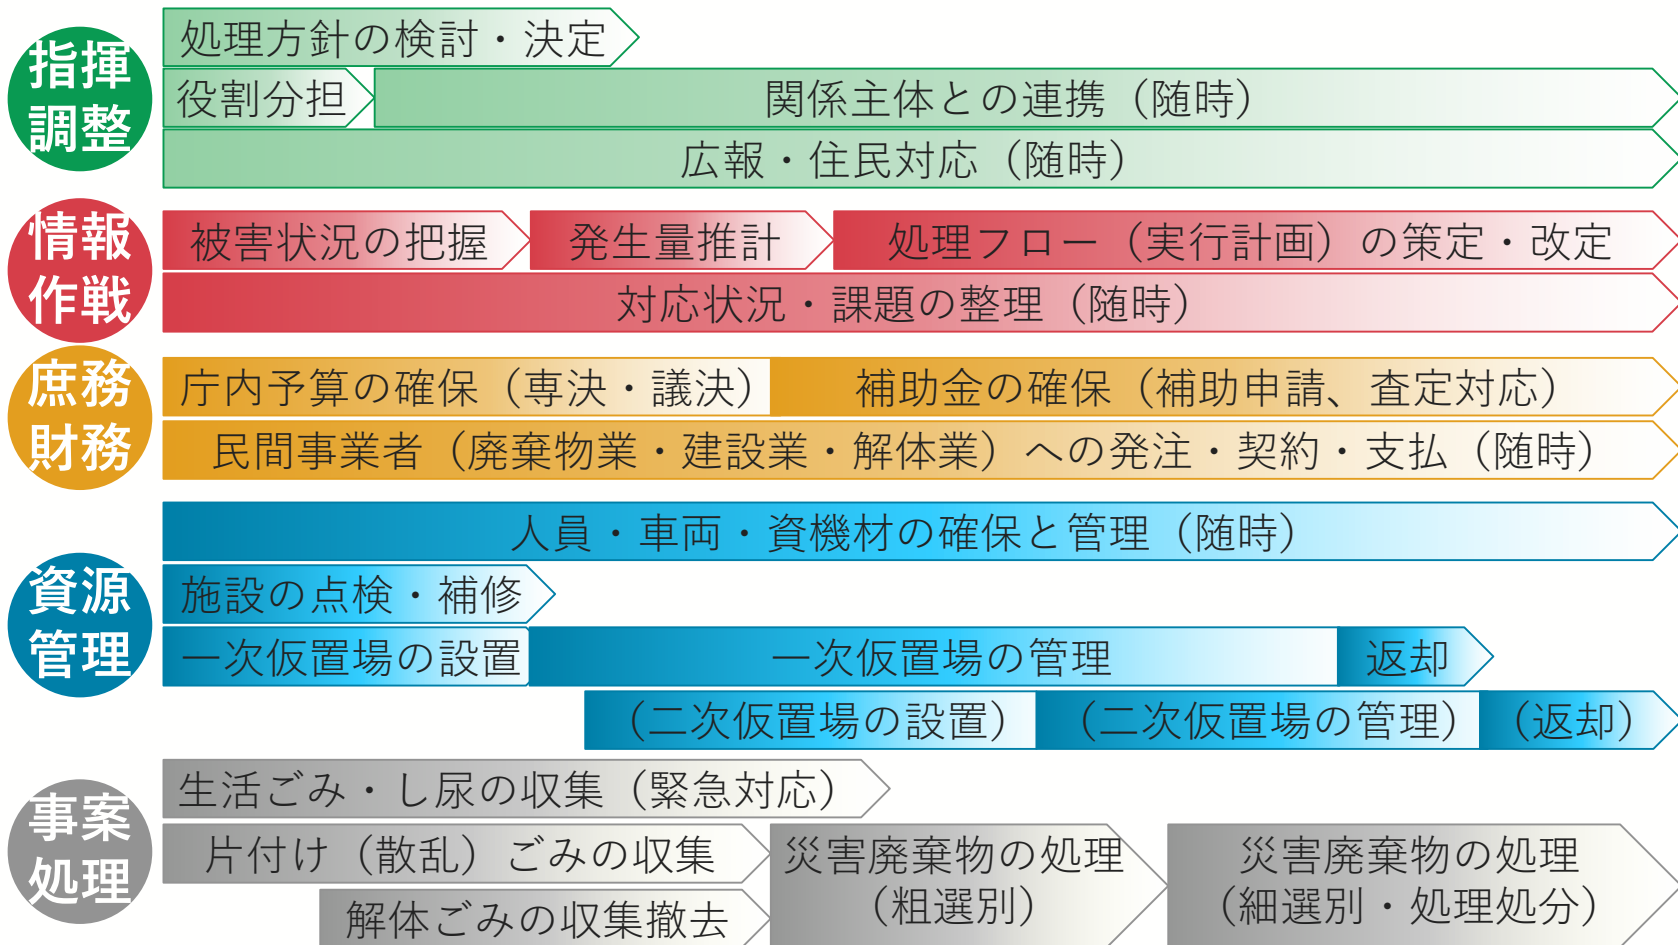 指揮
調整
処理方針の検討・決定
役割分担
関係主体との連携（随時）
広報・住民対応（随時）
情報
作戦
被害状況の把握
発生量推計
処理フロー（実行計画）の策定・改定
対応状況・課題の整理（随時）
庶務
財務
庁内予算の確保（専決・議決）
補助金の確保（補助申請、査定対応）
民間事業者（廃棄物業・建設業・解体業）への発注・契約・支払（随時）
資源
管理
人員・車両・資機材の確保と管理（随時）
施設の点検・補修
一次仮置場の設置
一次仮置場の管理
返却
（二次仮置場の設置）
（二次仮置場の管理）
（返却）
事案
処理
生活ごみ・し尿の収集（緊急対応）
片付け（散乱）ごみの収集
解体ごみの収集撤去
災害廃棄物の処理
（粗選別）
災害廃棄物の処理
（細選別・処理処分）